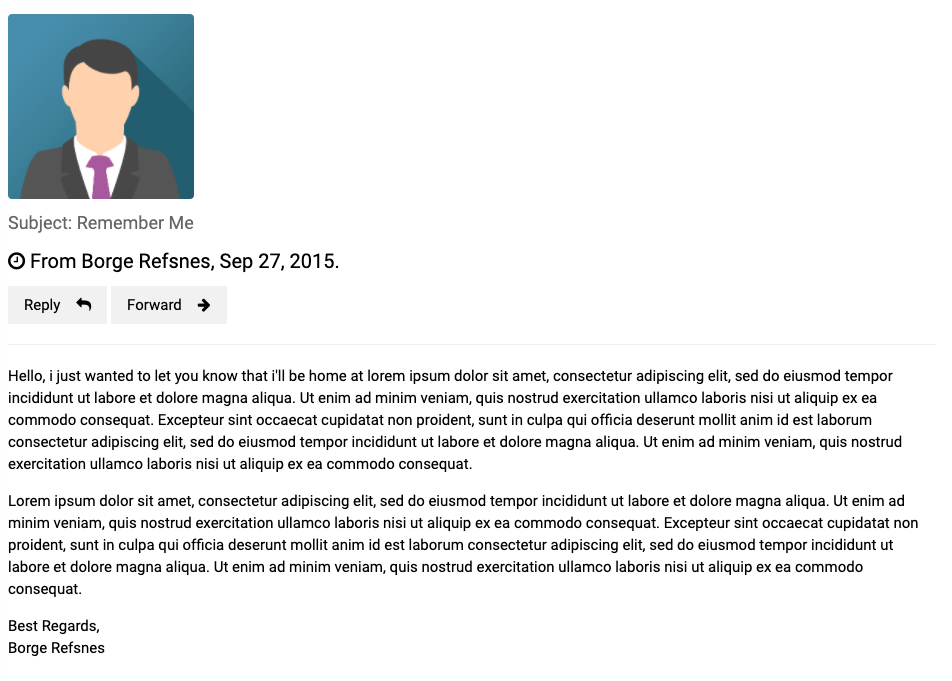 Subject: Remember Me
From Borge Refsnes, Sep 27, 2015.
Reply
Forward
Hello, i just wanted to let you know that i'll be home at lorem ipsum dolor sit amet, consectetur adipiscing elit, sed do eiusmod tempor
incididunt ut labore et dolore magna aliqua. Ut enim ad minim veniam, quis nostrud exercitation ullamco laboris nisi ut aliquip ex ea
commodo consequat. Excepteur sint occaecat cupidatat non proident, sunt in culpa qui officia deserunt mollit anim id est laborum
consectetur adipiscing elit, sed do eiusmod tempor incididunt ut labore et dolore magna aliqua. Ut enim ad minim veniam, quis nostrud
exercitation ullamco laboris nisi ut aliquip ex ea commodo consequat.
Lorem ipsum dolor sit amet, consectetur adipiscing elit, sed do eiusmod tempor incididunt ut labore et dolore magna aliqua. Ut enim ad
minim veniam, quis nostrud exercitation ullamco laboris nisi ut aliquip ex ea commodo consequat. Excepteur sint occaecat cupidatat non
proident, sunt in culpa qui officia deserunt mollit anim id est laborum consectetur adipiscing elit, sed do eiusmod tempor incididunt ut
labore et dolore magna aliqua. Ut enim ad minim veniam, quis nostrud exercitation ullamco laboris nisi ut aliquip ex ea commodo
consequat.
Best Regards,
Borge Refsnes